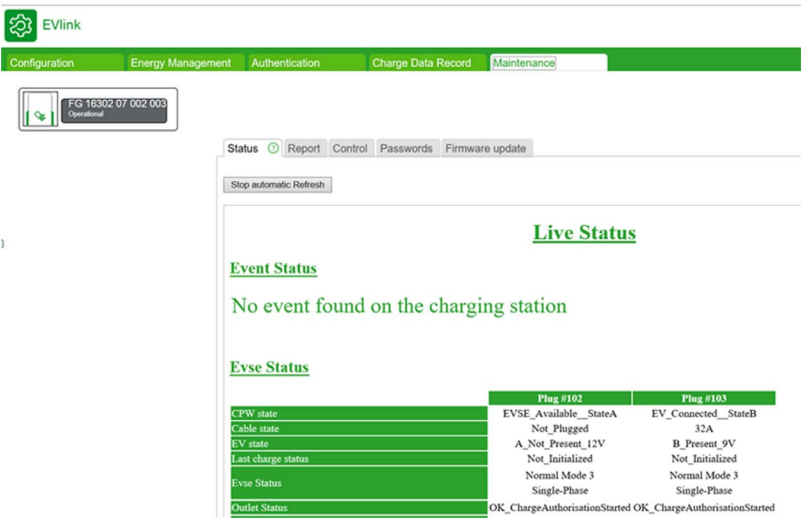 EVlink
Configuration Energy Management Authentication Charge Data Record Maintenance
FG 16302 07 002 003
Operational
Status ? Report Control Passwords Firmware update
Stop automatic Refresh
Live Status
Event Status
No event found on the charging station
Evse Status
Plug #102 Plug #103
CPW state EVSE_Available__StateA EV_Connected__StateB
Cable state Not_Plugged 32A
EV state A_Not_Present_12V B_Present_9V
Last charge status Not_Initialized Not_Initialized
Evse Status Normal Mode 3 Normal Mode 3
Single-Phase Single-Phase
Outlet Status OK_ChargeAuthorisationStarted OK_ChargeAuthorisationStarted